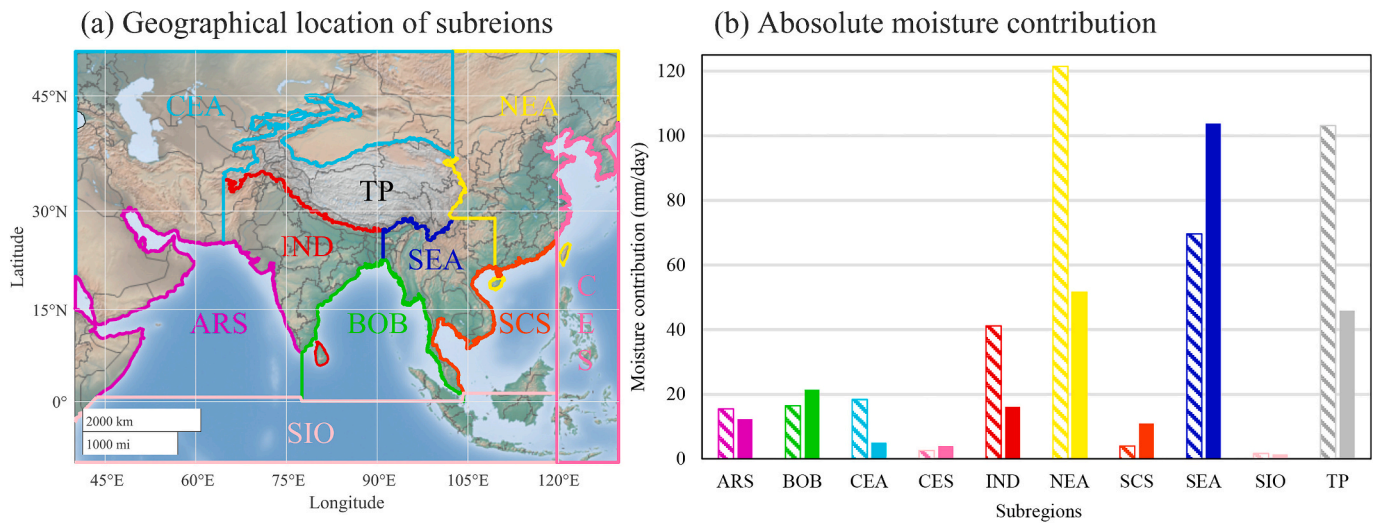 (a) Geographical location of subreions
45°N
30°N
15°N
0°
Latitude
CEA
NEA
TP
IND
SEA
ARS
BOB
SCS
C
E
S
SIO
2000 km
1000 mi
45°E
60°E
75°E
90°E
105°E
120°E
Longitude
(b) Abosolute moisture contribution
120
100
80
60
40
20
0
Moisture contribution (mm/day)
ARS BOB CEA CES IND NEA SCS SEA SIO TP
Subregions